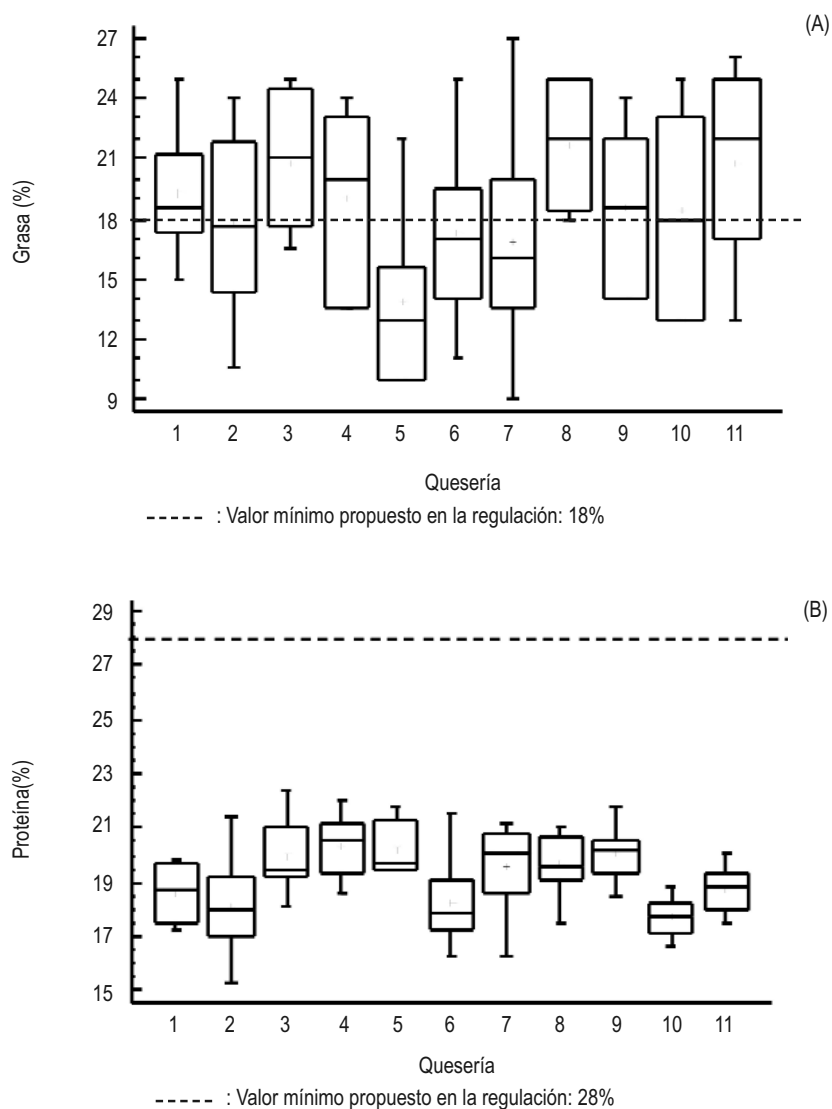 (A)
27
24
21
18
15
12
9
Grasa (%)
1 2 3 4 5 6 7 8 9 10 11
Quesería
----- : Valor mínimo propuesto en la regulación: 18%
(B)
29
27
25
23
21
19
17
15
Proteína(%)
1 2 3 4 5 6 7 8 9 10 11
Quesería
----- : Valor mínimo propuesto en la regulación: 28%